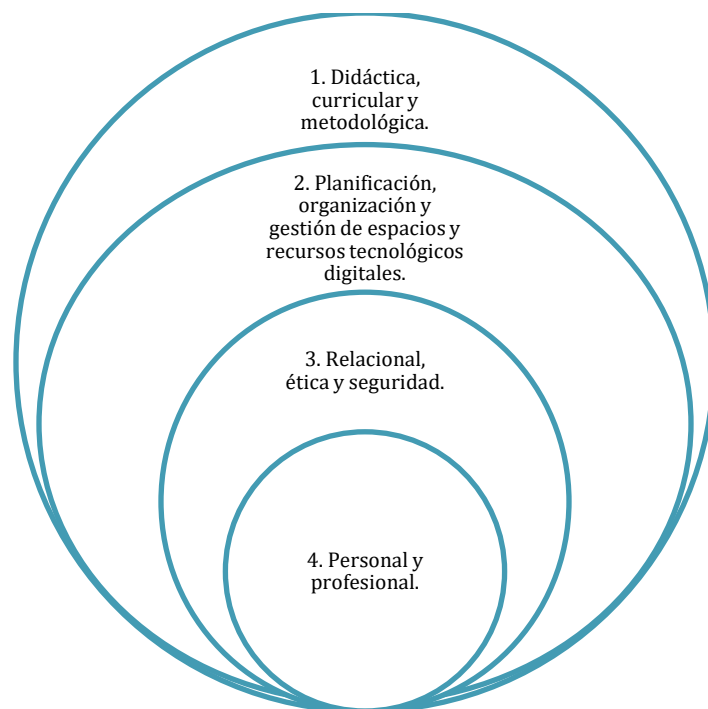 1. Didáctica,
curricular y
metodológica.
2. Planificación,
organización y
gestión de espacios y
recursos tecnológicos
digitales.
3. Relacional,
ética y seguridad.
4. Personal y
profesional.